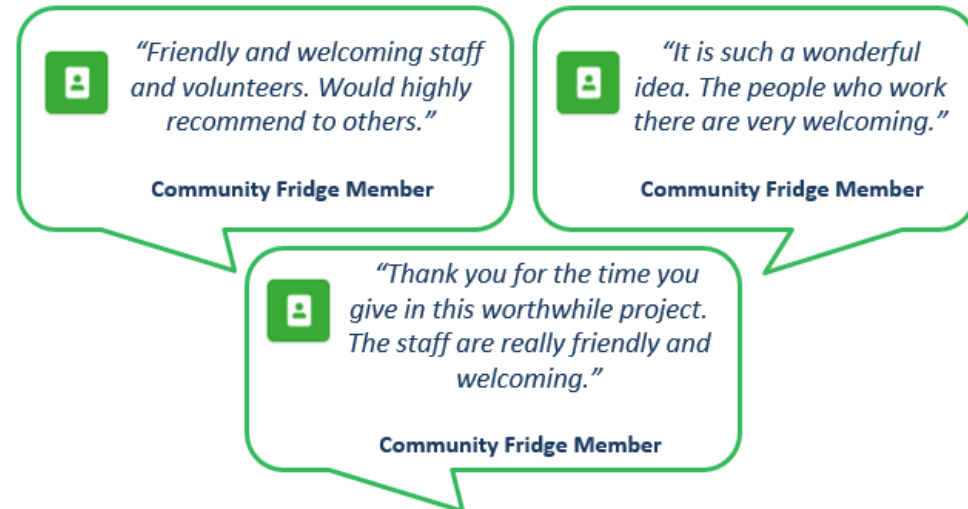 “Friendly and welcoming staff
and volunteers. Would highly
recommend to others.”
Community Fridge Member
“It is such a wonderful
idea. The people who work
there are very welcoming.”
Community Fridge Member
“Thank you for the time you
give in this worthwhile project.
The staff are really friendly and
welcoming.”
Community Fridge Member